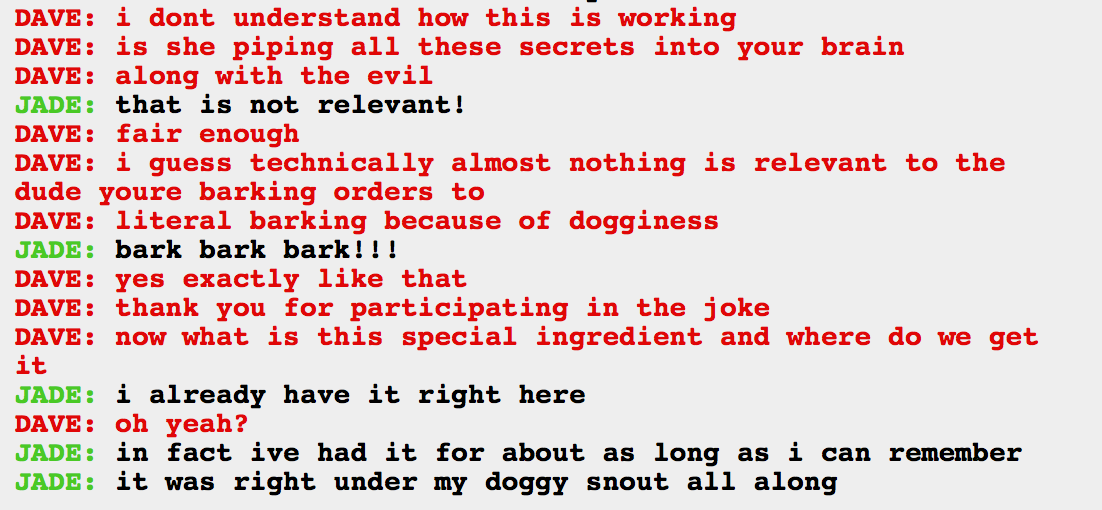 DAVE: i dont understand how this is working
DAVE: is she piping all these secrets into your brain
DAVE: along with the evil
JADE: that is not relevant!
DAVE: fair enough
DAVE: i guess technically almost nothing is relevant to the
dude youre barking orders to
DAVE: literal barking because of dogginess
JADE: bark bark bark!!!
DAVE: yes exactly like that
DAVE: thank you for participating in the joke
DAVE: now what is this special ingredient and where do we get
it
JADE: i already have it right here
DAVE: oh yeah?
JADE: in fact ive had it for about as long as i can remember
JADE: it was right under my doggy snout all along